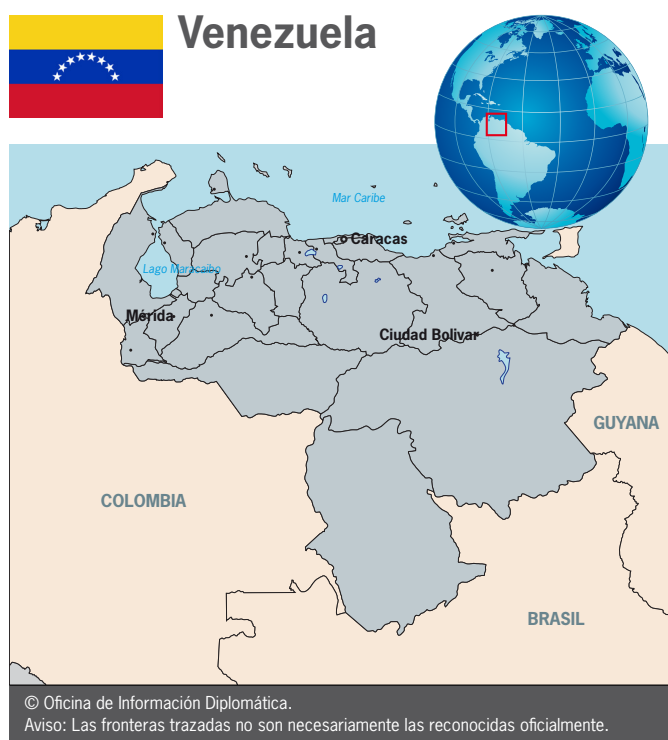 Venezuela
Mar Caribe
Caracas
Lago Maracaibo
Mérida
Ciudad Bolivar
GUYANA
COLOMBIA
BRASIL
© Oficina de Información Diplomática.
Aviso: Las fronteras trazadas no son necesariamente las reconocidas oficialmente.